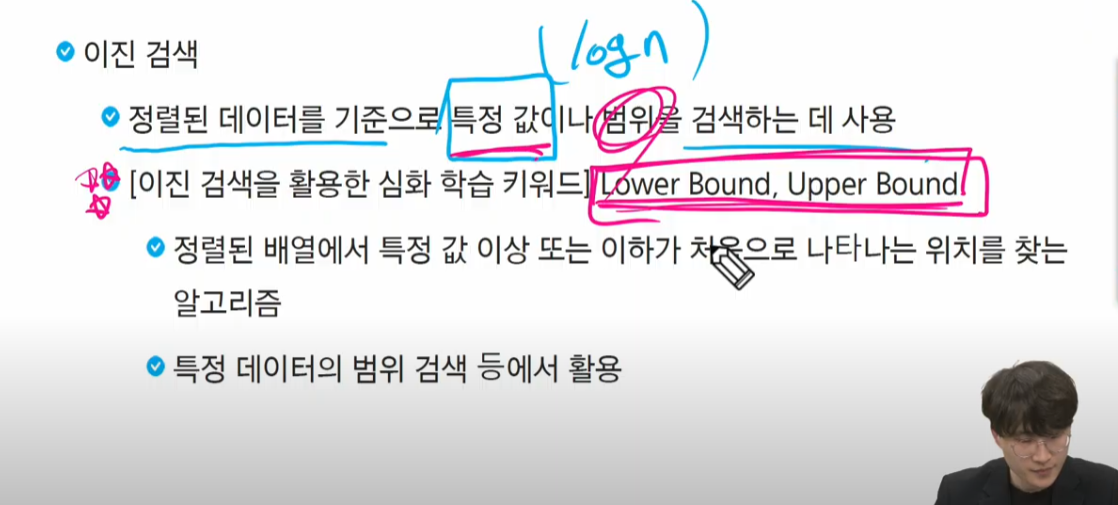 (log n)
이진 검색
정렬된 데이터를 기준으로 특정 값이나 범위을 검색하는 데 사용
[이진 검색을 활용한 심화 학습 키워드] Lower Bound, Upper Bound
정렬된 배열에서 특정 값 이상 또는 이하가 처음으로 나타나는 위치를 찾는
알고리즘
특정 데이터의 범위 검색 등에서 활용